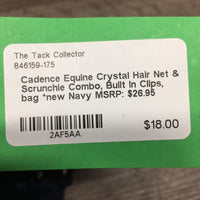 The Tack Collector
846159-175
Cadence Equine Crystal Hair Net &
Scrunchie Combo, Built In Clips,
bag *new Navy MSRP: $26.95
2AF5AA
$18.00